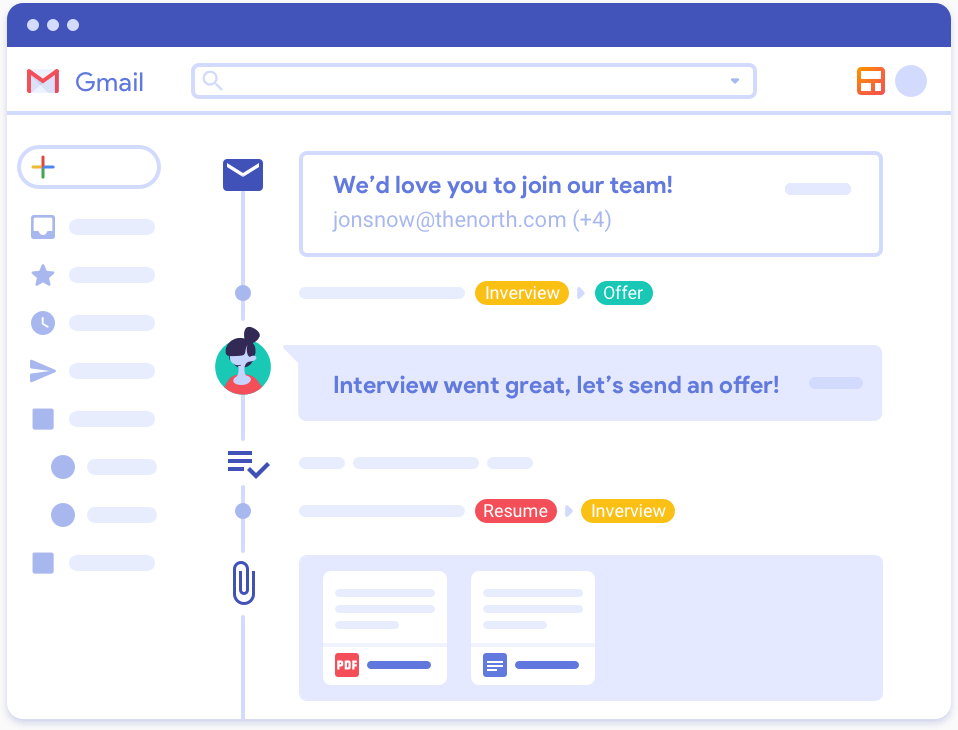 Gmail
We’d love you to join our team!
jonsnow@thenorth.com (+4)
Inverview Offer
Interview went great, let’s send an offer!
Resume Inverview
PDF